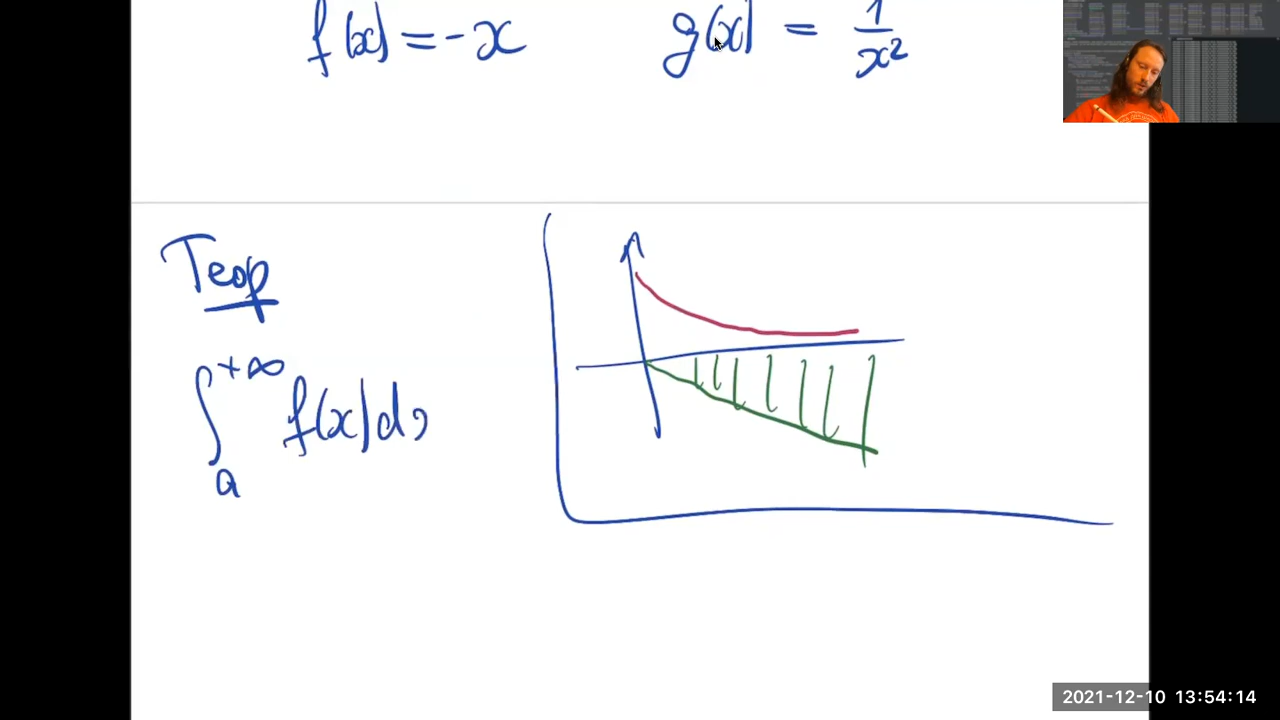 f(x) = -x g(x) = 1/x²
Теор
∫ₐ⁺∞ f(x)d
2021-12-10 13:54:14